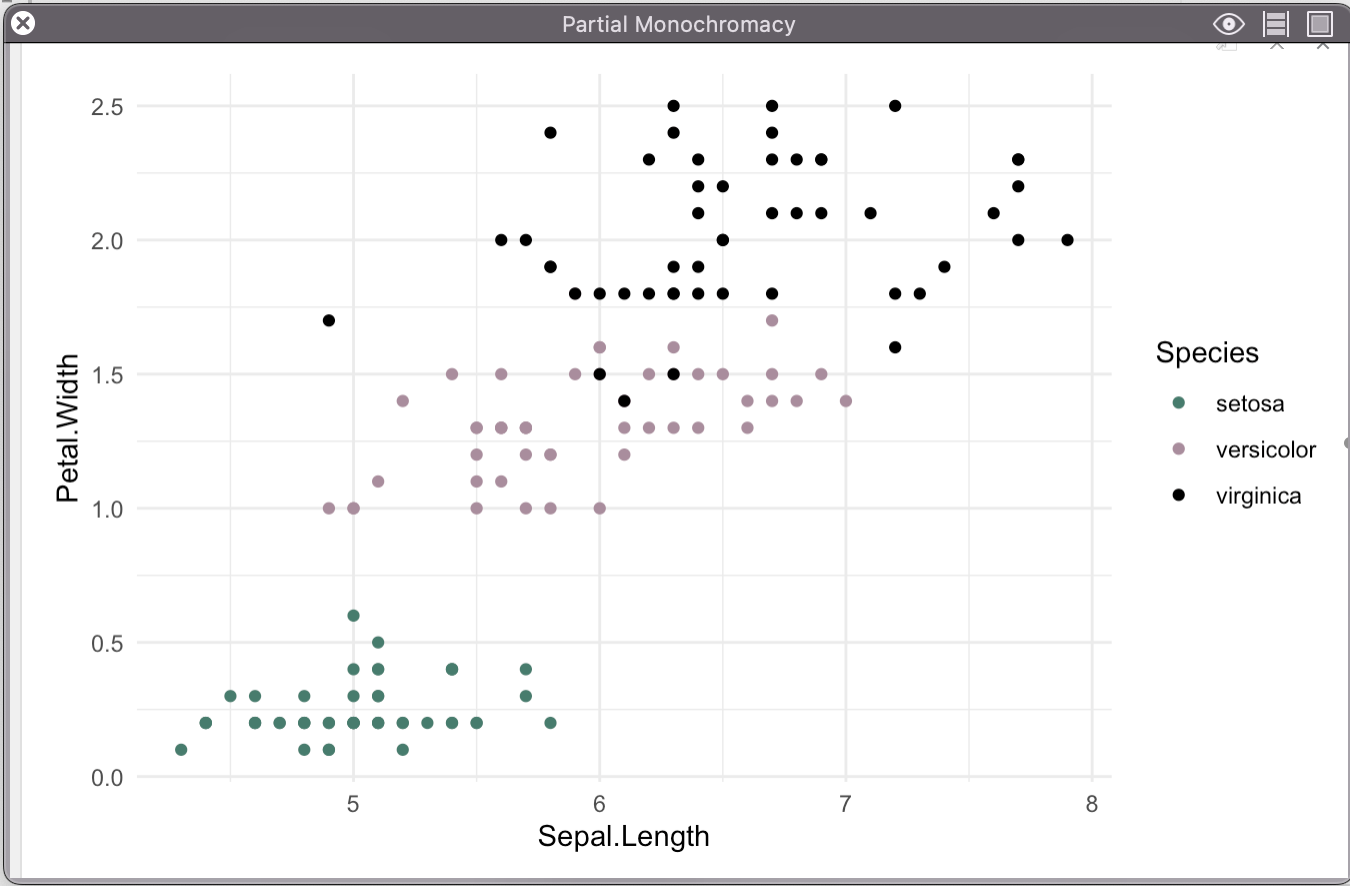 Partial Monochromacy
2.5
2.0
1.5
1.0
0.5
0.0
Petal.Width
5 6 7 8
Sepal.Length
Species
setosa
versicolor
virginica